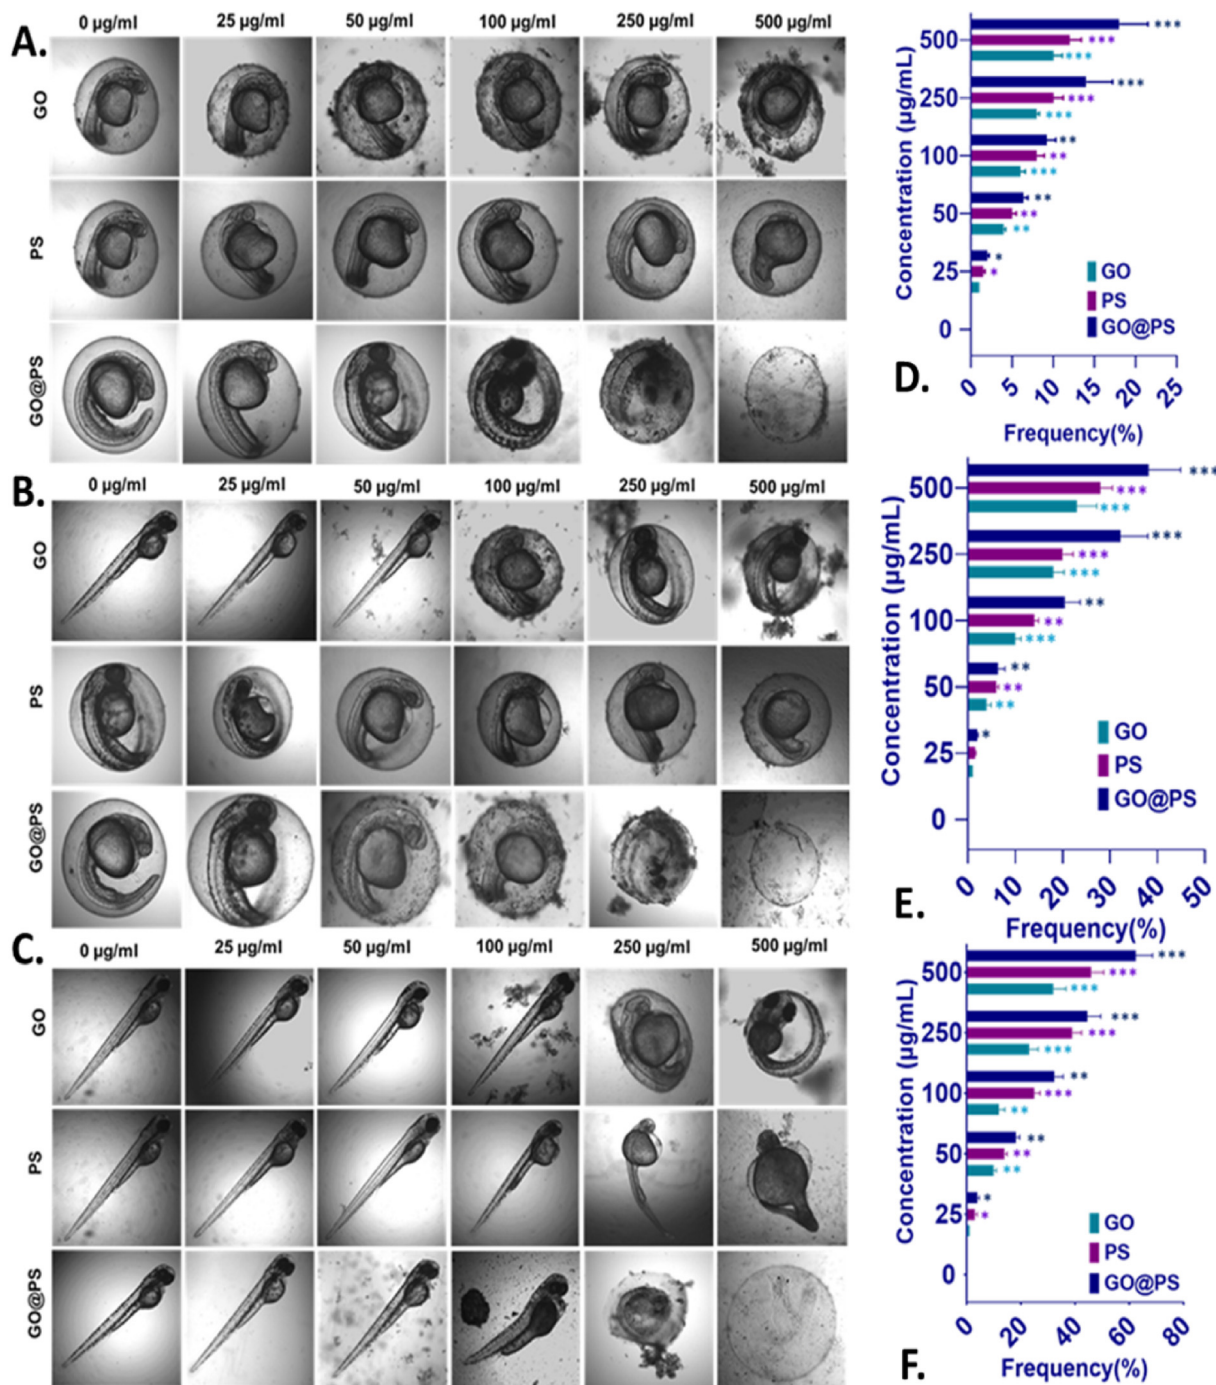 A.
0 µg/ml 25 µg/ml 50 µg/ml 100 µg/ml 250 µg/ml 500 µg/ml
GO
PS
GO@PS
B.
0 µg/ml 25 µg/ml 50 µg/ml 100 µg/ml 250 µg/ml 500 µg/ml
GO
PS
GO@PS
C.
0 µg/ml 25 µg/ml 50 µg/ml 100 µg/ml 250 µg/ml 500 µg/ml
GO
PS
GO@PS
Concentration (µg/mL)
500 *** *** ***
250 *** *** ***
100 ** ** ***
50 ** ** **
25 * *
0
GO
PS
GO@PS
0 5 10 15 20 25
Frequency(%)
D.
Concentration (µg/mL)
500 *** *** ***
250 *** *** ***
100 ** ** ***
50 ** ** **
25 *
0
GO
PS
GO@PS
0 10 20 30 40 50
Frequency(%)
E.
Concentration (µg/mL)
500 *** *** ***
250 *** *** ***
100 ** *** **
50 ** ** **
25 * *
0
GO
PS
GO@PS
0 20 40 60 80
Frequency(%)
F.